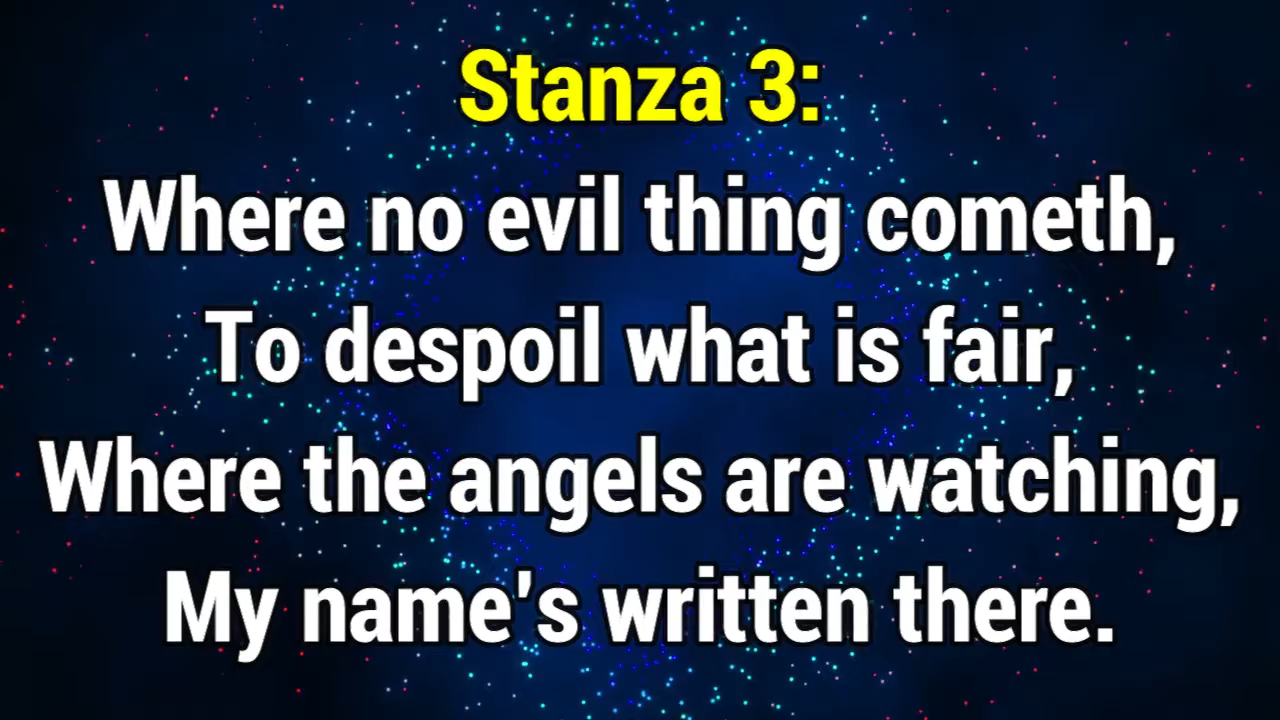 Stanza 3:
Where no evil thing cometh,
To despoil what is fair,
Where the angels are watching,
My name's written there.